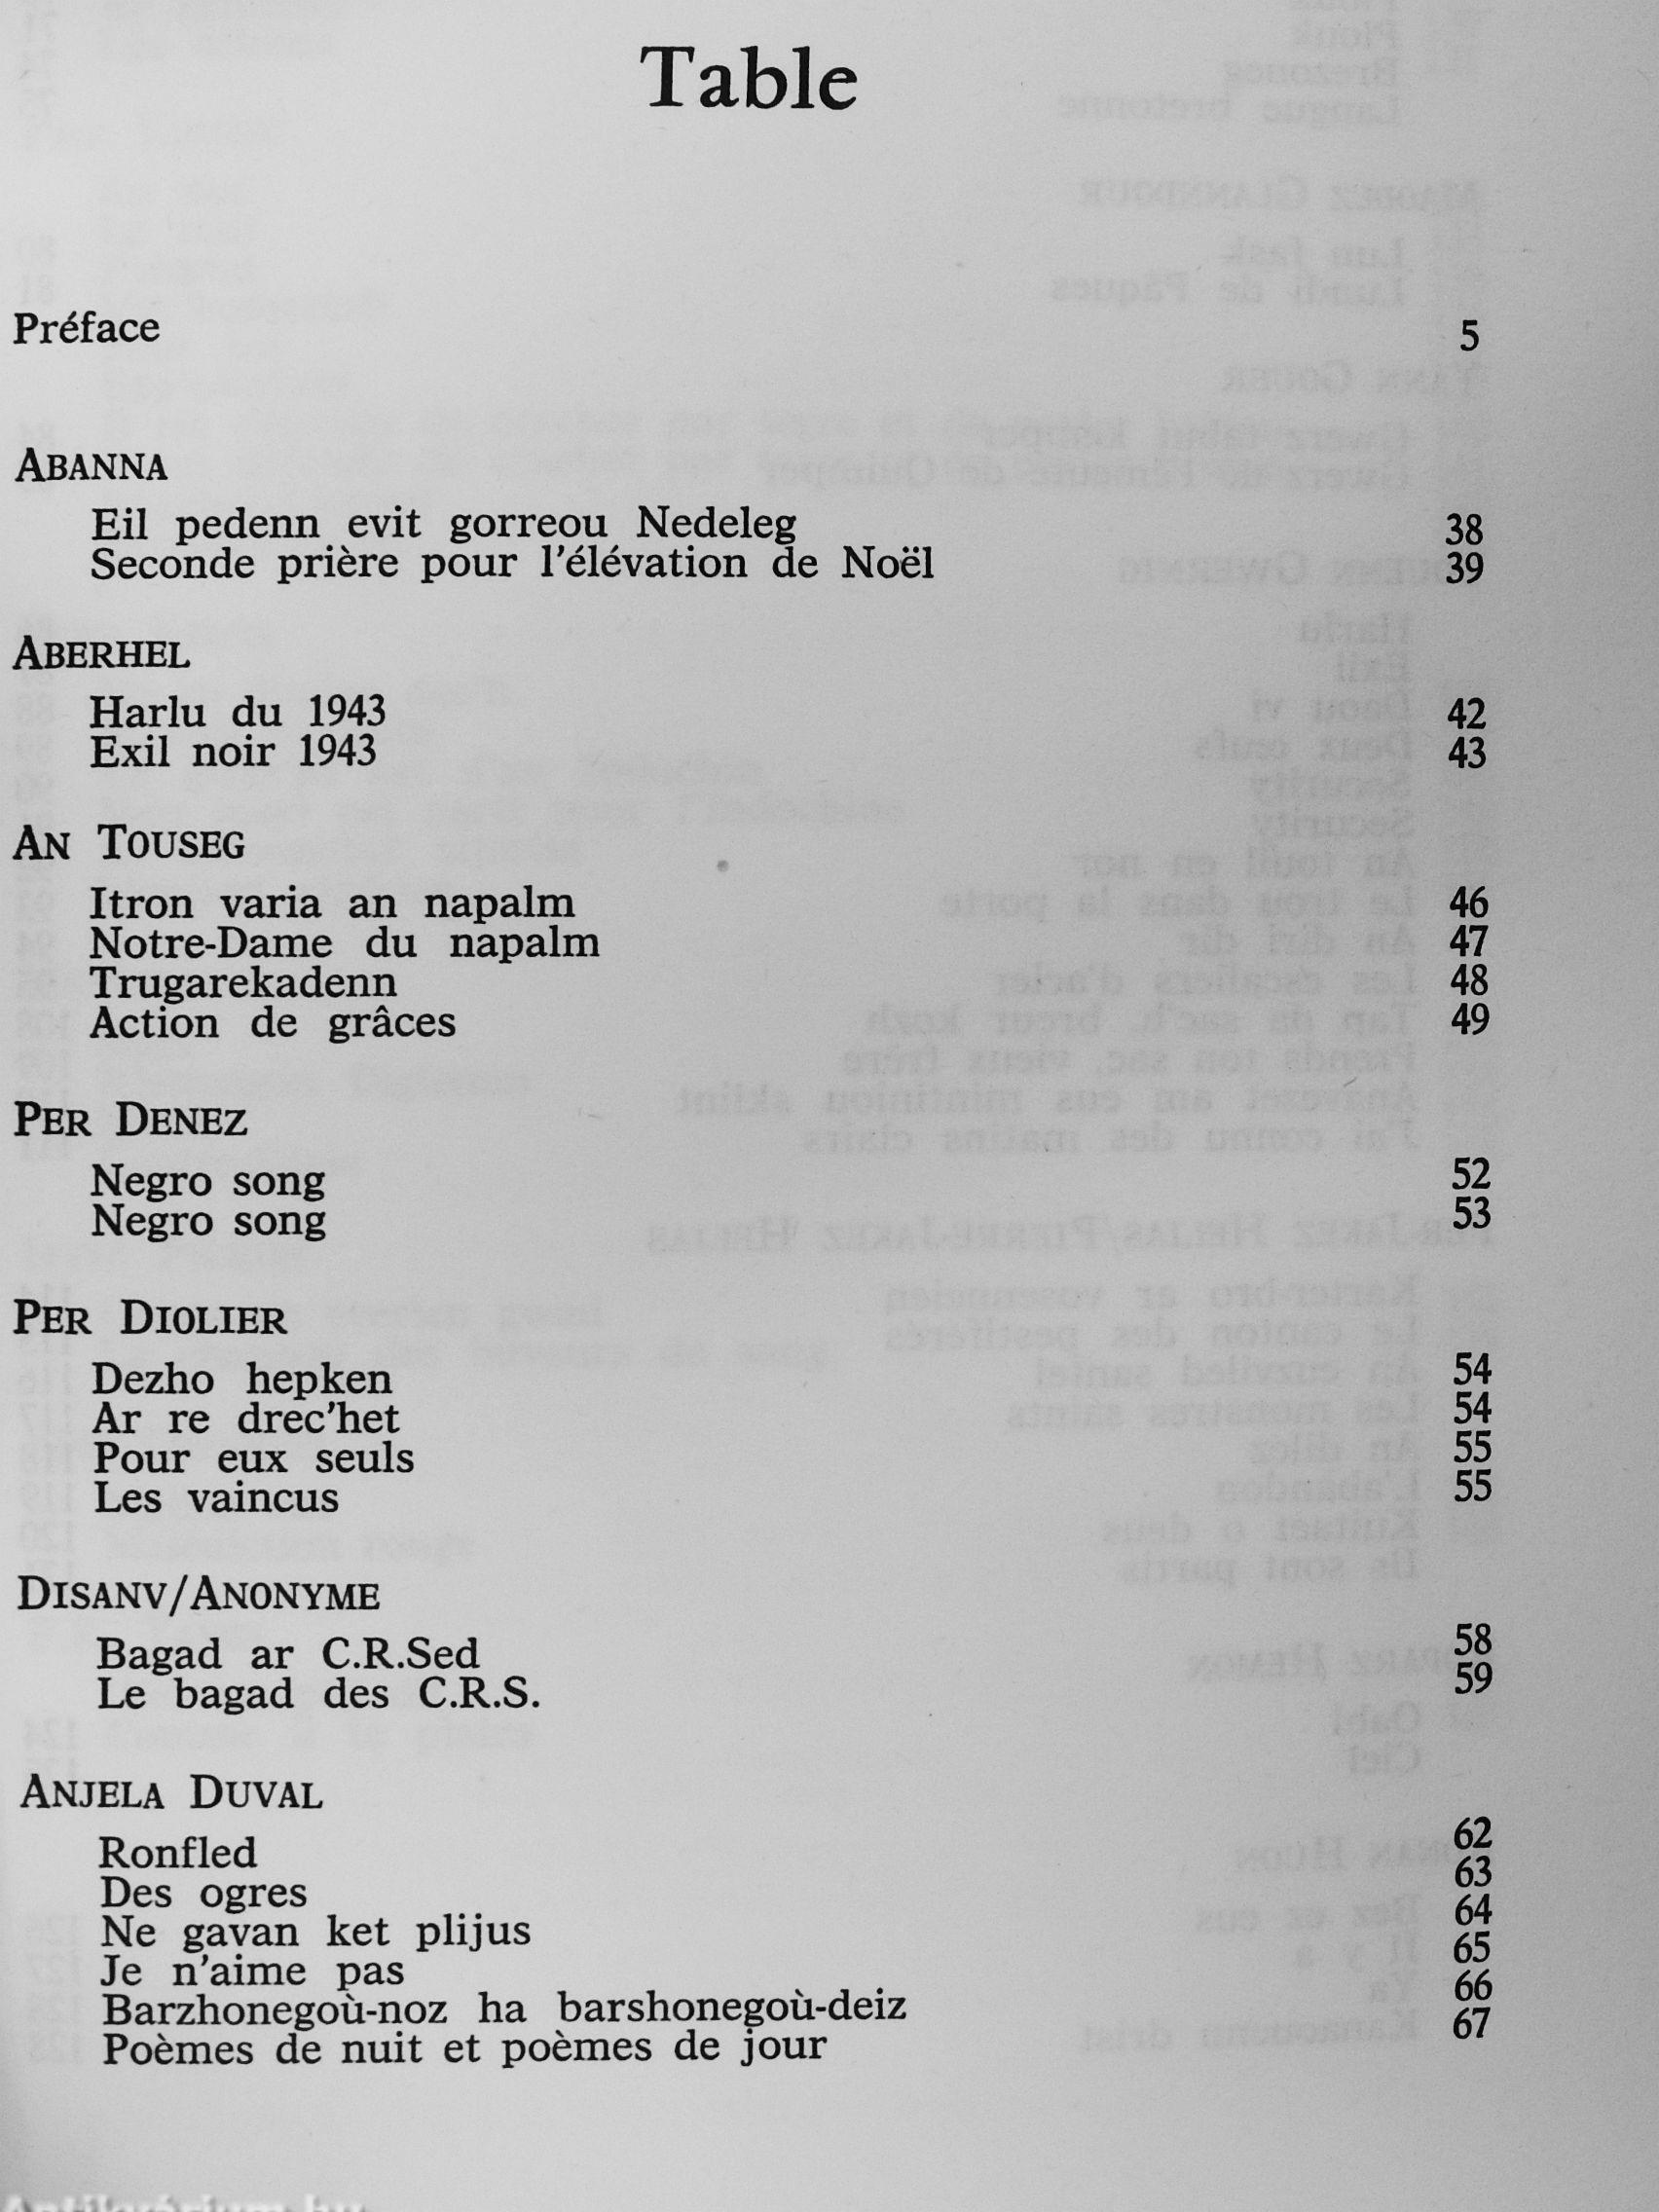 Table
Préface 5
ABANNA
Eil pedenn evit gorreou Nedeleg 38
Seconde prière pour l'élévation de Noël 39
ABERHEL
Harlu du 1943 42
Exil noir 1943 43
AN TOUSEG
Itron varia an napalm 46
Notre-Dame du napalm 47
Trugarekadenn 48
Action de grâces 49
PER DENEZ
Negro song 52
Negro song 53
PER DIOLIER
Dezho hepken 54
Ar re drec'het 54
Pour eux seuls 55
Les vaincus 55
DISANV/ANONYME
Bagad ar C.R.Sed 58
Le bagad des C.R.S. 59
ANJELA DUVAL
Ronfled 62
Des ogres 63
Ne gavan ket plijus 64
Je n'aime pas 65
Barzhonegoù-noz ha barshonegoù-deiz 66
Poèmes de nuit et poèmes de jour 67